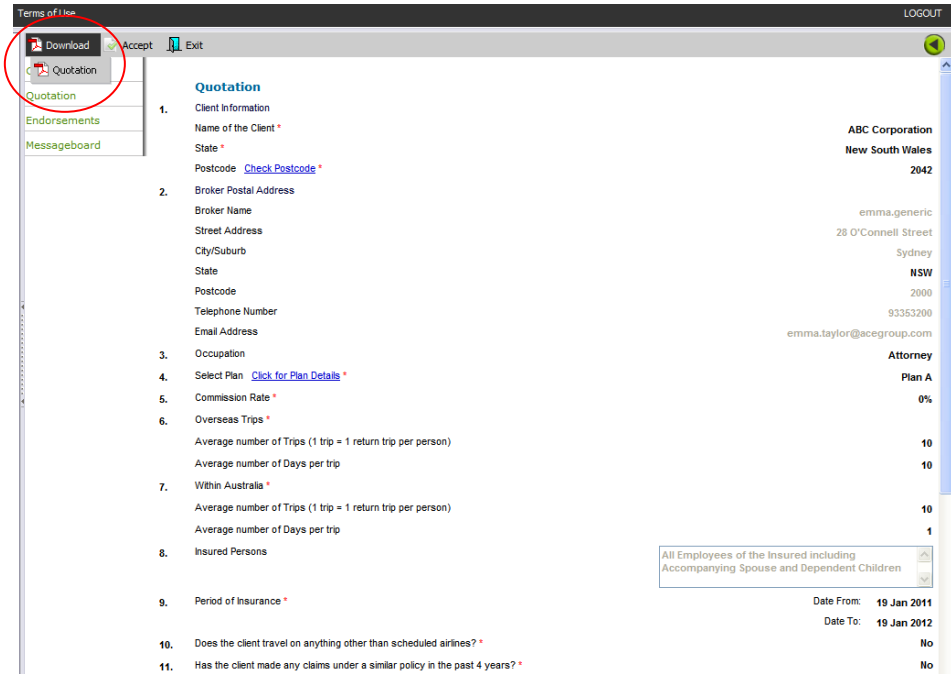 Terms of Use LOGOUT
Download Accept Exit
Quotation
Quotation
Endorsements
Messageboard
Quotation
1. Client Information
Name of the Client * ABC Corporation
State * New South Wales
Postcode Check Postcode * 2042
2. Broker Postal Address
Broker Name emma.generic
Street Address 28 O'Connell Street
City/Suburb Sydney
State NSW
Postcode 2000
Telephone Number 93353200
Email Address emma.taylor@acegroup.com
3. Occupation Attorney
4. Select Plan Click for Plan Details * Plan A
5. Commission Rate * 0%
6. Overseas Trips *
Average number of Trips (1 trip = 1 return trip per person) 10
Average number of Days per trip 10
7. Within Australia *
Average number of Trips (1 trip = 1 return trip per person) 10
Average number of Days per trip 1
8. Insured Persons All Employees of the Insured including
Accompanying Spouse and Dependent Children
9. Period of Insurance * Date From: 19 Jan 2011
Date To: 19 Jan 2012
10. Does the client travel on anything other than scheduled airlines? * No
11. Has the client made any claims under a similar policy in the past 4 years? * No